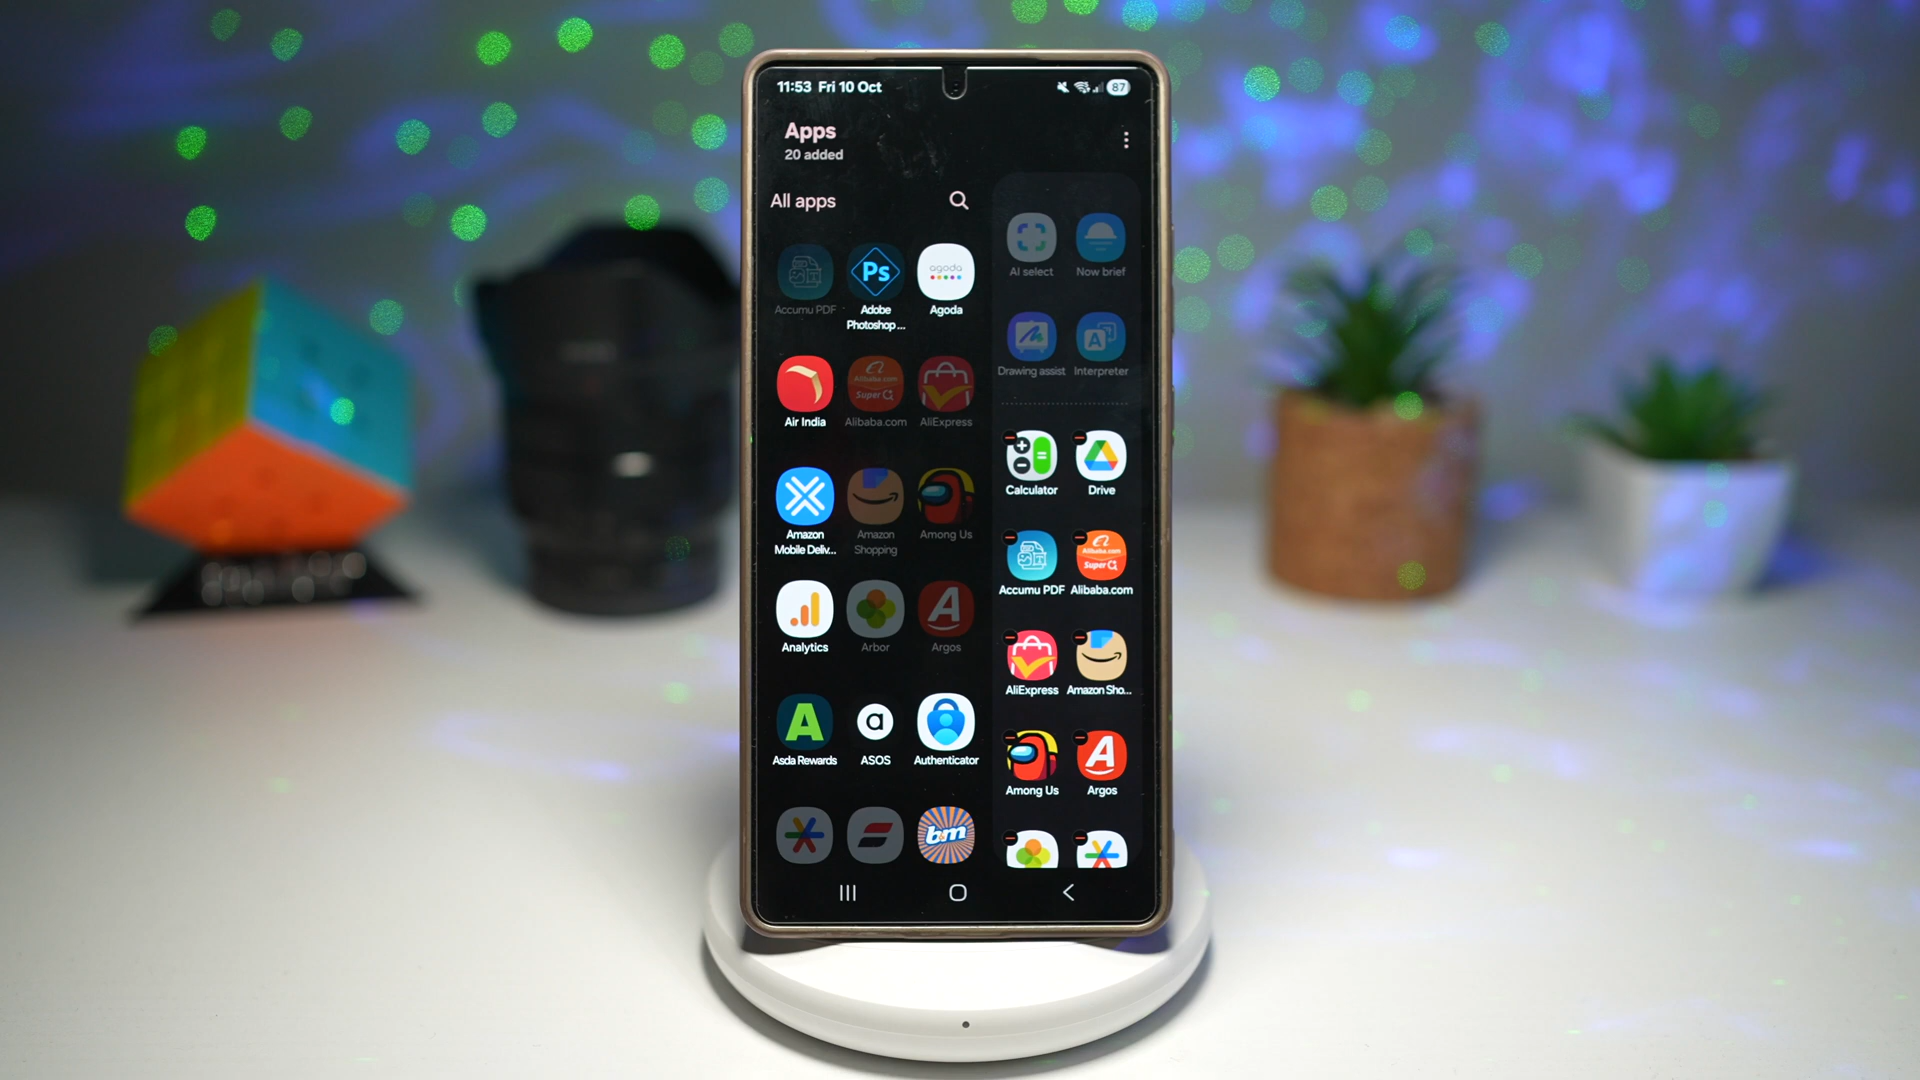 11:53 Fri 10 Oct
87
Apps
20 added
All apps
AI select
Now brief
Accumu PDF
Ps
Adobe
Photoshop ...
agoda
Agoda
Drawing assist
A
Interpreter
Air India
Alibaba.com
Super
Alibaba.com
AliExpress
Calculator
Drive
Amazon
Mobile Deliv...
Amazon
Shopping
Among Us
Accumu PDF
Alibaba.com
Super
Alibaba.com
Analytics
Arbor
A
Argos
AliExpress
Amazon Sho...
A
Asda Rewards
a
ASOS
Authenticator
Among Us
A
Argos
bm